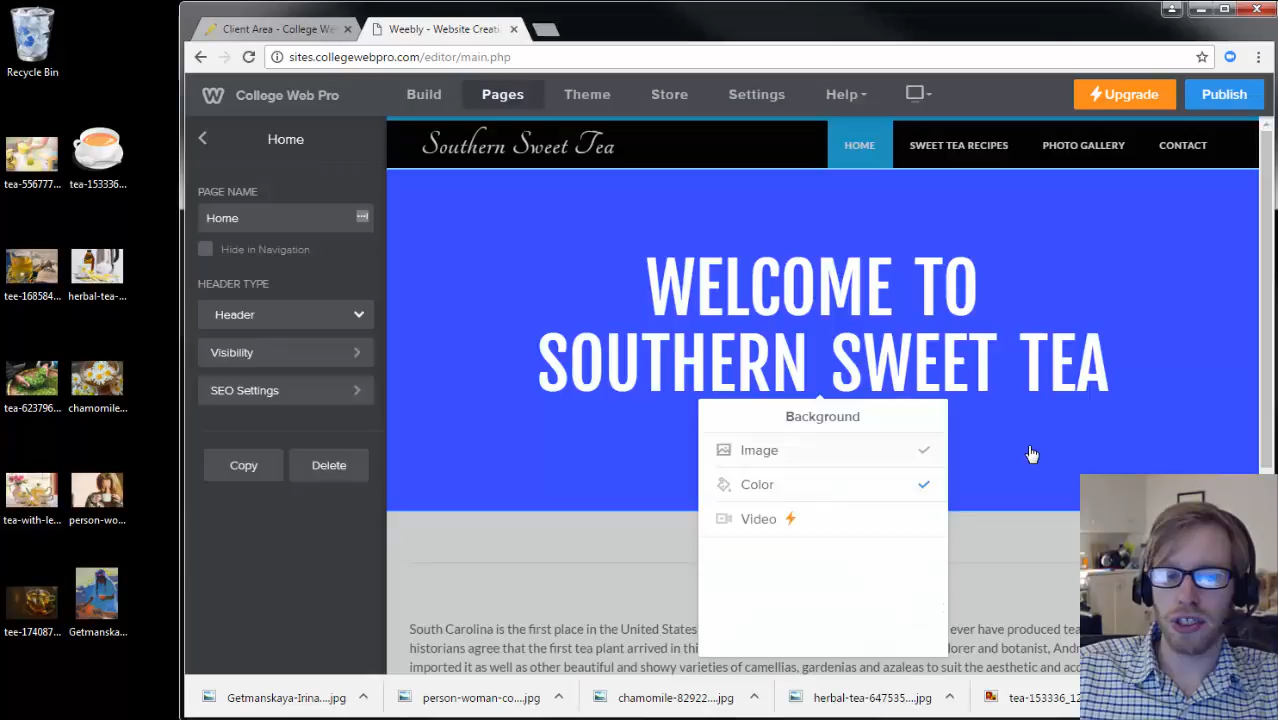 Recycle Bin
tea-556777...
tea-153336...
tee-168584...
herbal-tea-...
tea-623796...
chamomile...
tea-with-le...
person-wo...
tee-174087...
Getmanska...
Client Area - College We
Weebly - Website Creati
sites.collegewebpro.com/editor/main.php
College Web Pro
Build
Pages
Theme
Store
Settings
Help
Upgrade
Publish
Home
PAGE NAME
Home
Hide in Navigation
HEADER TYPE
Header
Visibility
SEO Settings
Copy
Delete
Southern Sweet Tea
HOME
SWEET TEA RECIPES
PHOTO GALLERY
CONTACT
WELCOME TO
SOUTHERN SWEET TEA
Background
Image
Color
Video
South Carolina is the first place in the United States ever have produced tea
historians agree that the first tea plant arrived in thi orer and botanist, And
imported it as well as other beautiful and showy varieties of camellias, gardenias and azaleas to suit the aesthetic and acc
Getmanskaya-Irina....jpg
person-woman-co....jpg
chamomile-82922....jpg
herbal-tea-647535....jpg
tea-153336_12